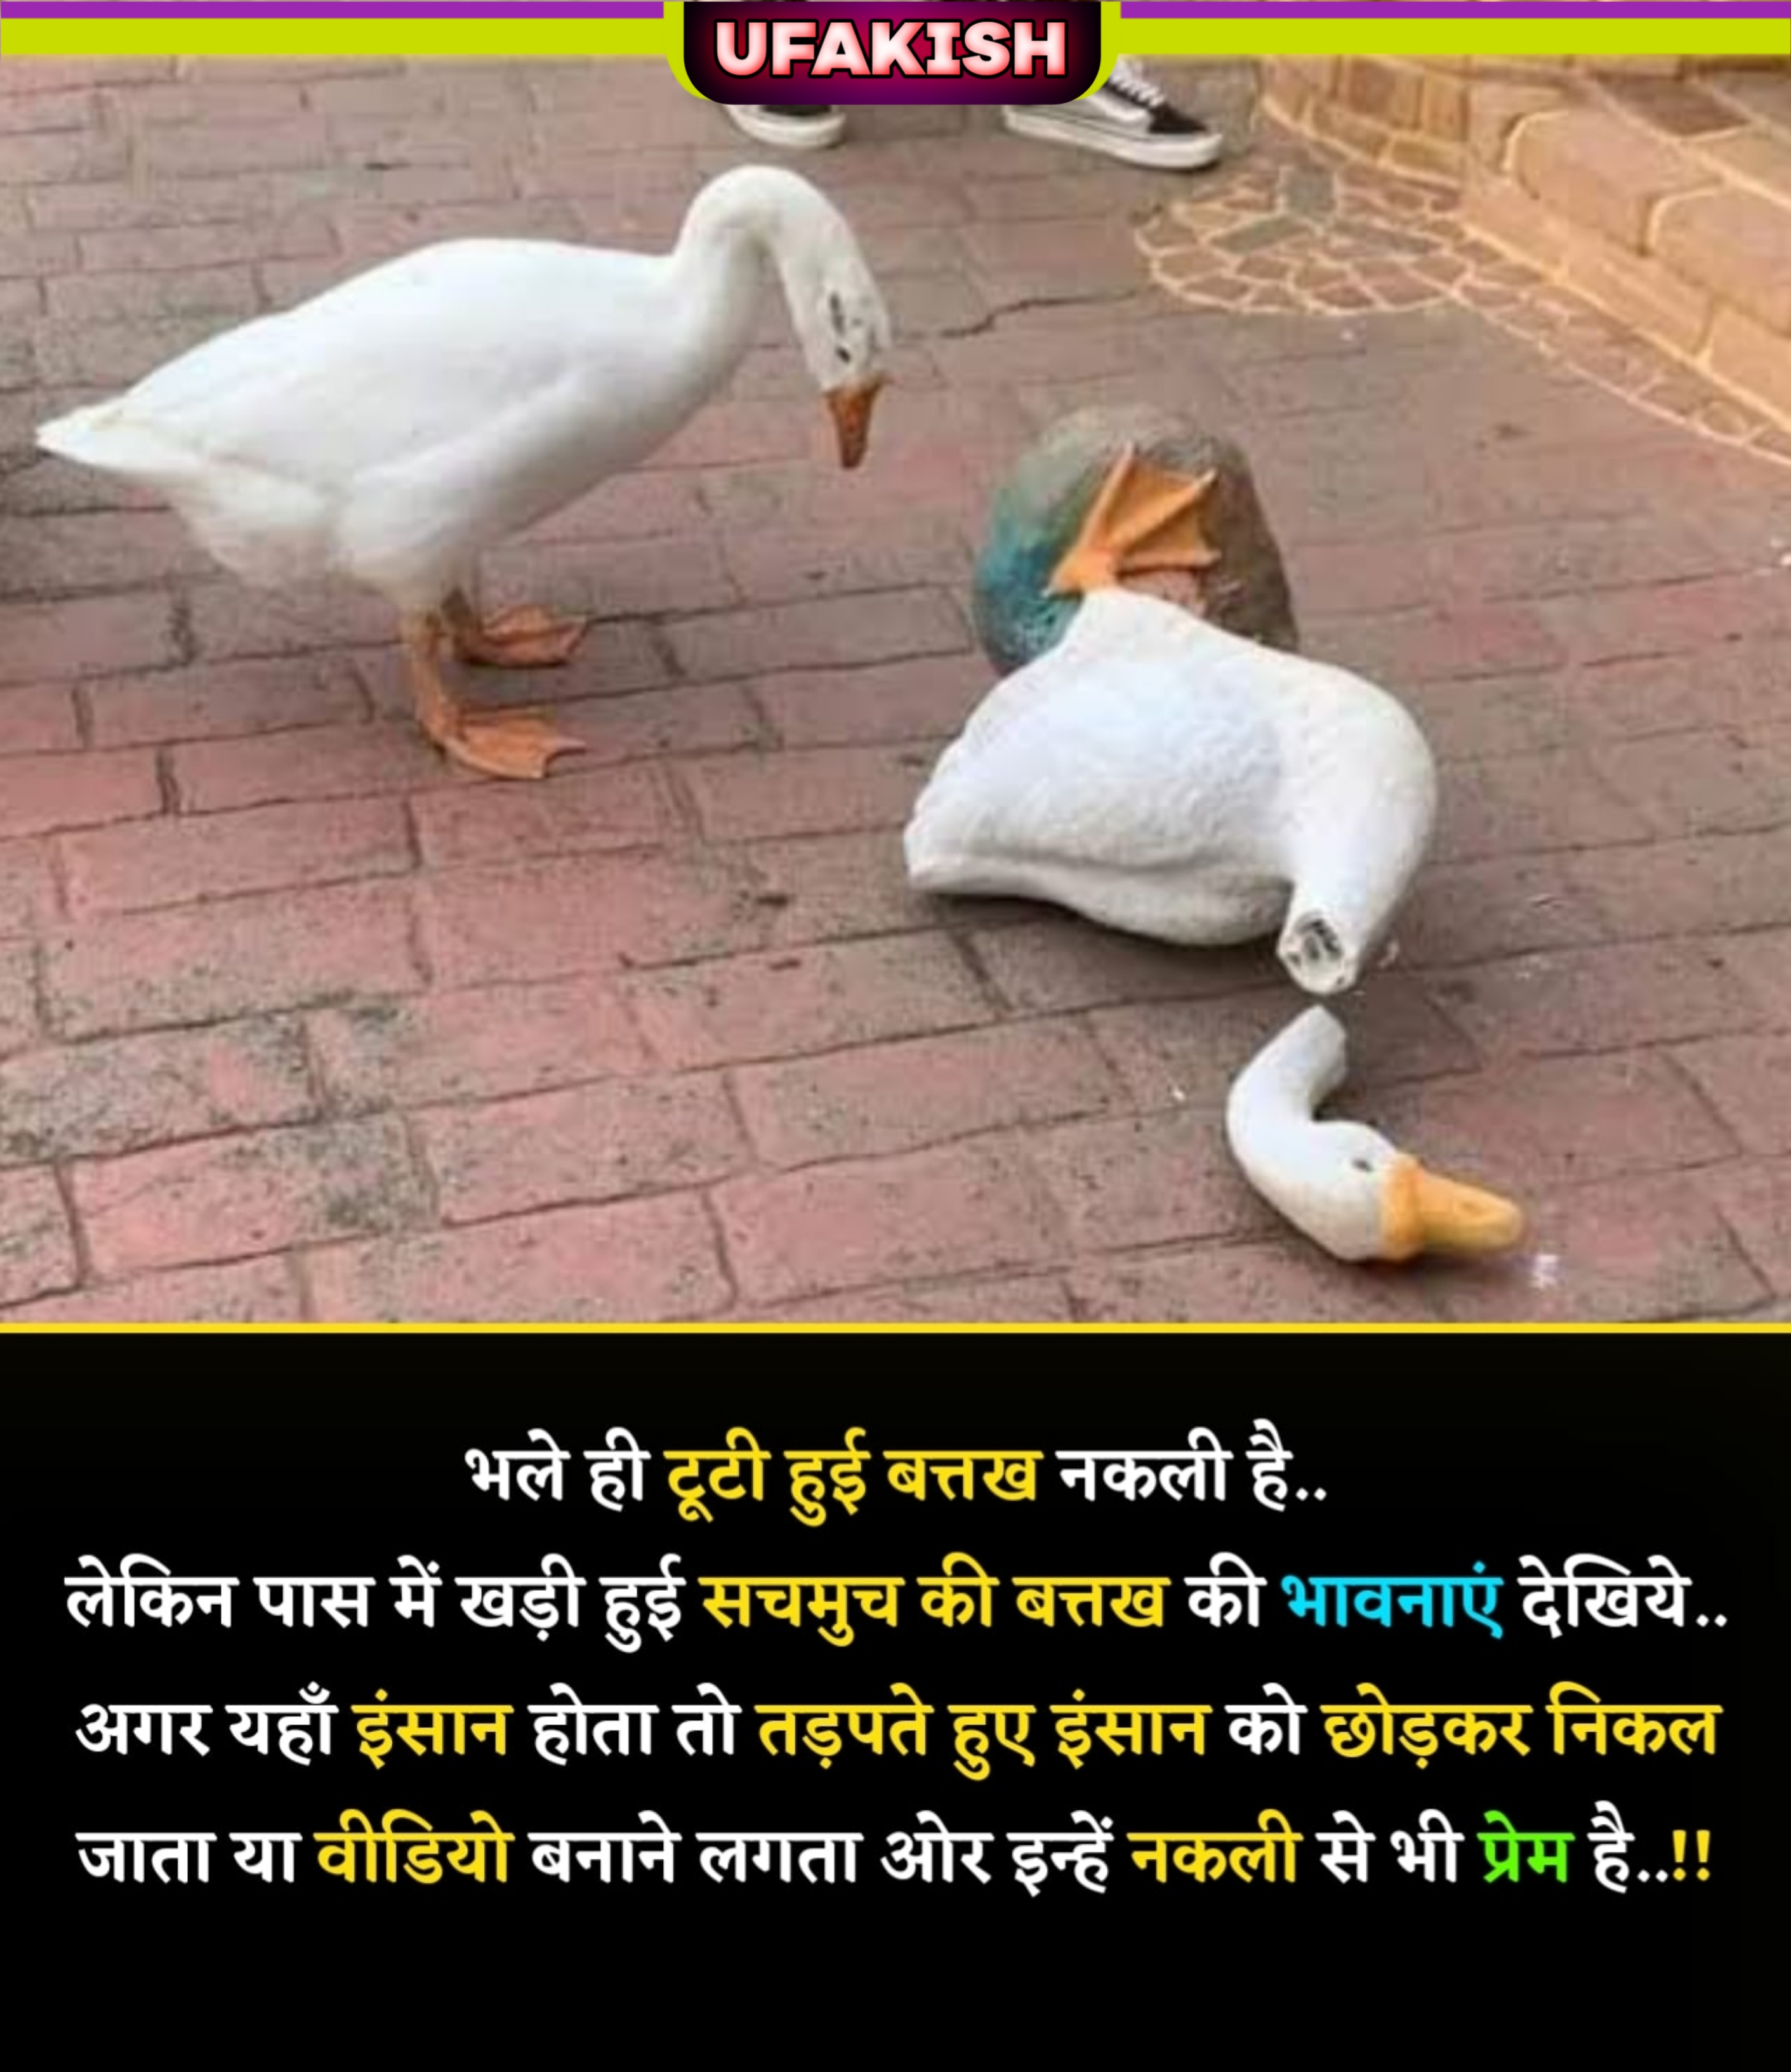 UFAKISH
भले ही टूटी हुई बत्तख नकली है..
लेकिन पास में खड़ी हुई सचमुच की बत्तख की भावनाएं देखिये..
अगर यहाँ इंसान होता तो तड़पते हुए इंसान को छोड़कर निकल
जाता या वीडियो बनाने लगता ओर इन्हें नकली से भी प्रेम है..!!